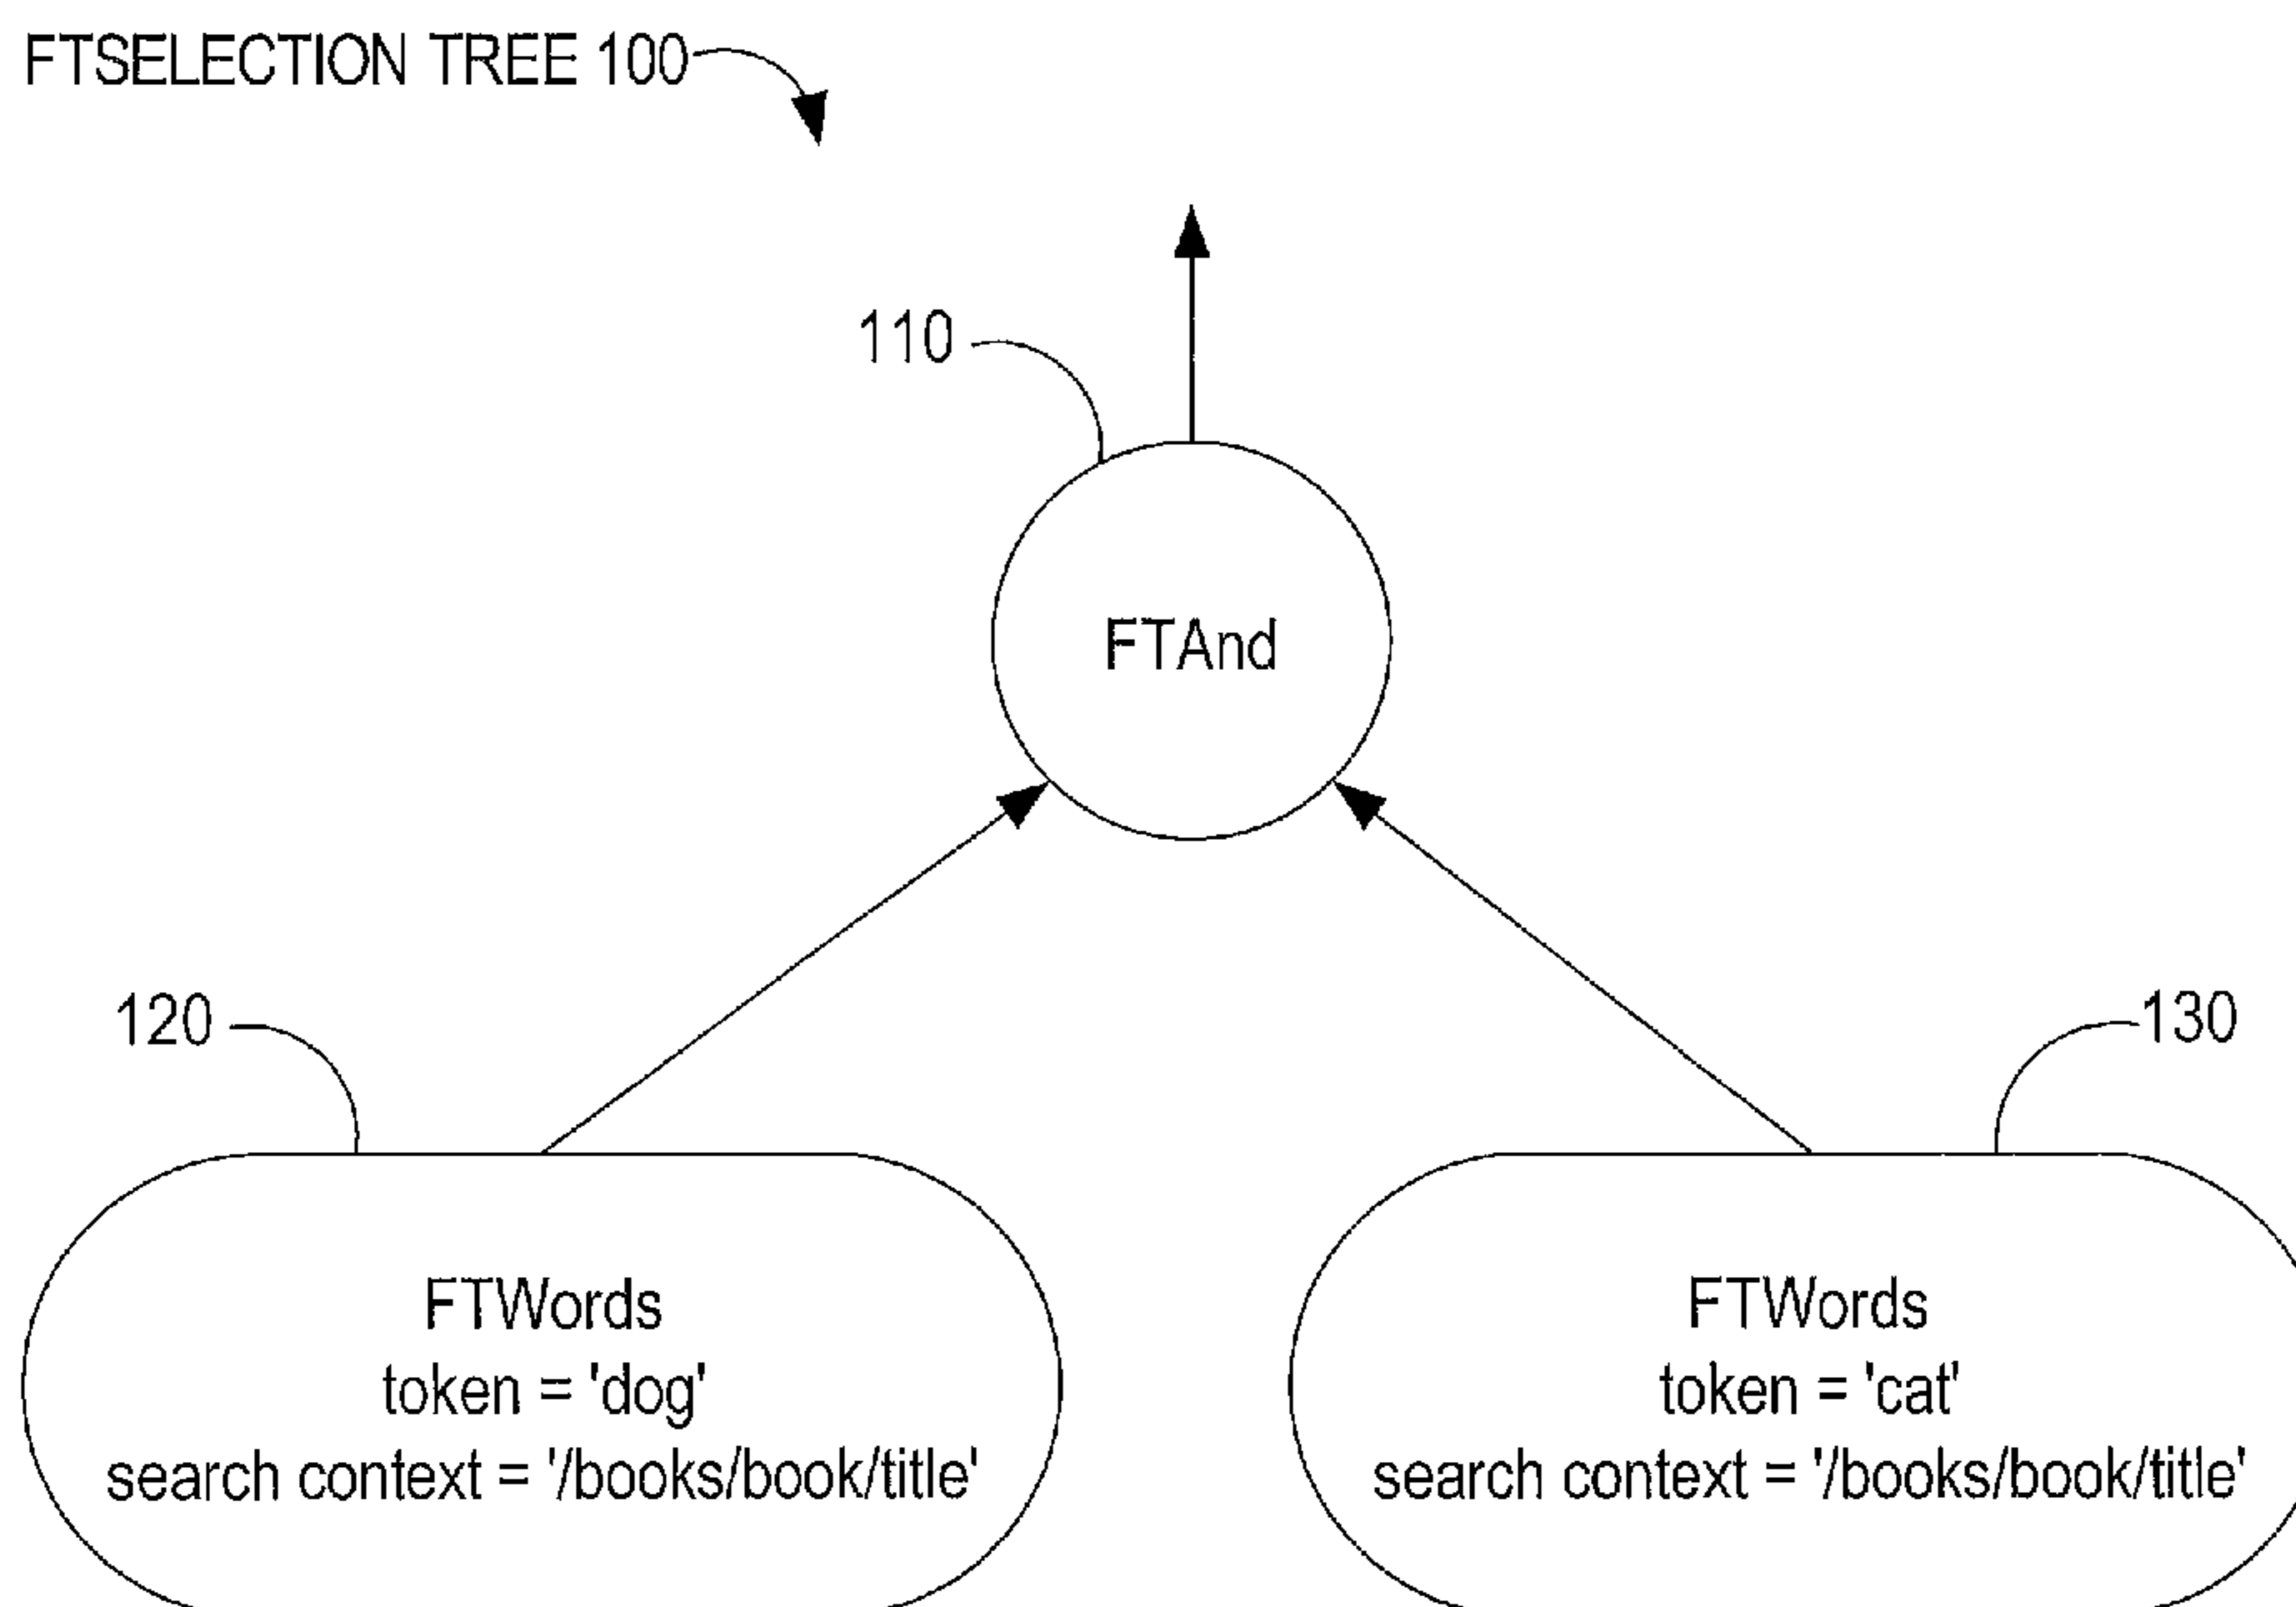 FTSELECTION TREE 100
110
FTAnd
120
130
FTWords
token = 'dog'
search context = '/books/book/title'
FTWords
token = 'cat'
search context = '/books/book/title'